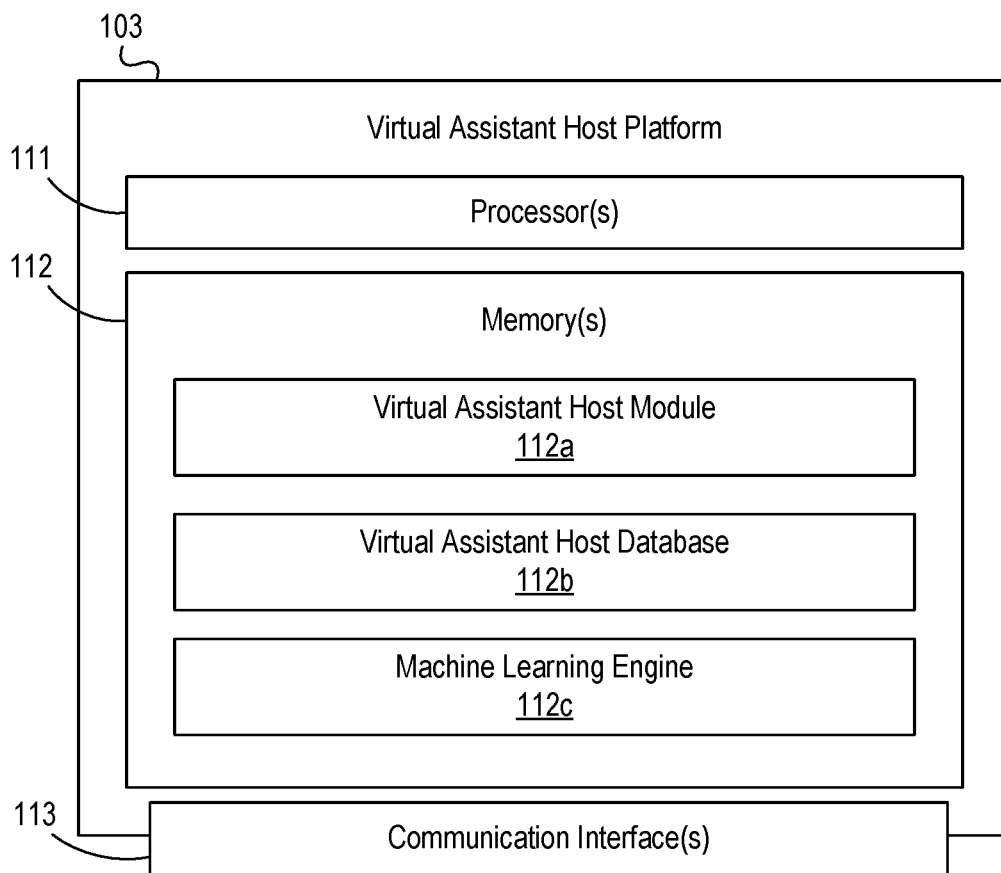 103
Virtual Assistant Host Platform
111
Processor(s)
112
Memory(s)
Virtual Assistant Host Module
112a
Virtual Assistant Host Database
112b
Machine Learning Engine
112c
113
Communication Interface(s)